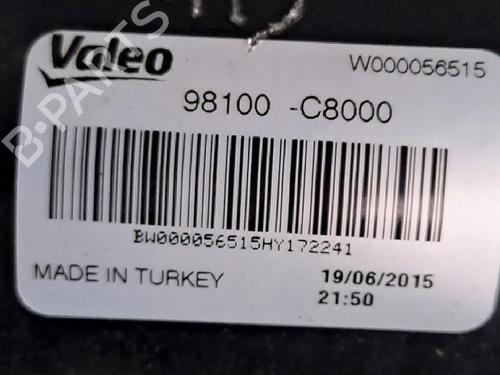 Valeo
W000056515
98100 -C8000
BW000056515HY172241
MADE IN TURKEY
19/06/2015
21:50
B-PARTS